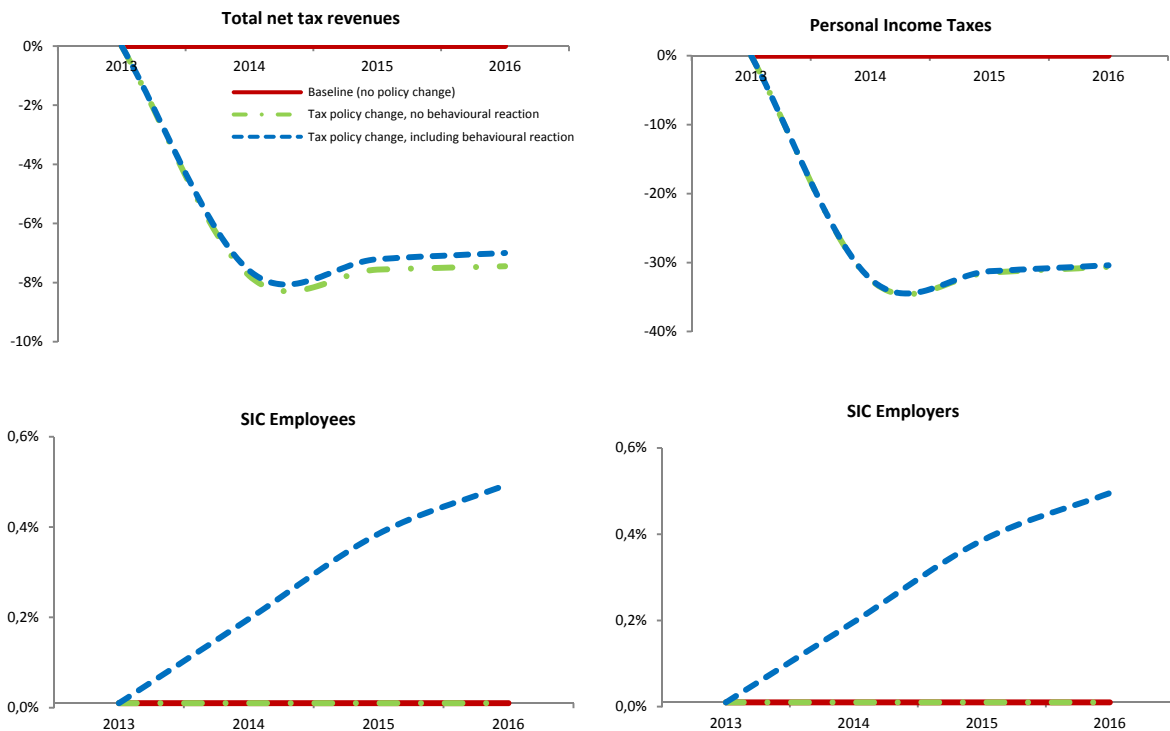 Total net tax revenues
0%
-2%
-4%
-6%
-8%
-10%
2013 2014 2015 2016
Baseline (no policy change)
Tax policy change, no behavioural reaction
Tax policy change, including behavioural reaction
Personal Income Taxes
0%
-10%
-20%
-30%
-40%
2013 2014 2015 2016
SIC Employees
0,6%
0,4%
0,2%
0,0%
2013 2014 2015 2016
SIC Employers
0,6%
0,4%
0,2%
0,0%
2013 2014 2015 2016